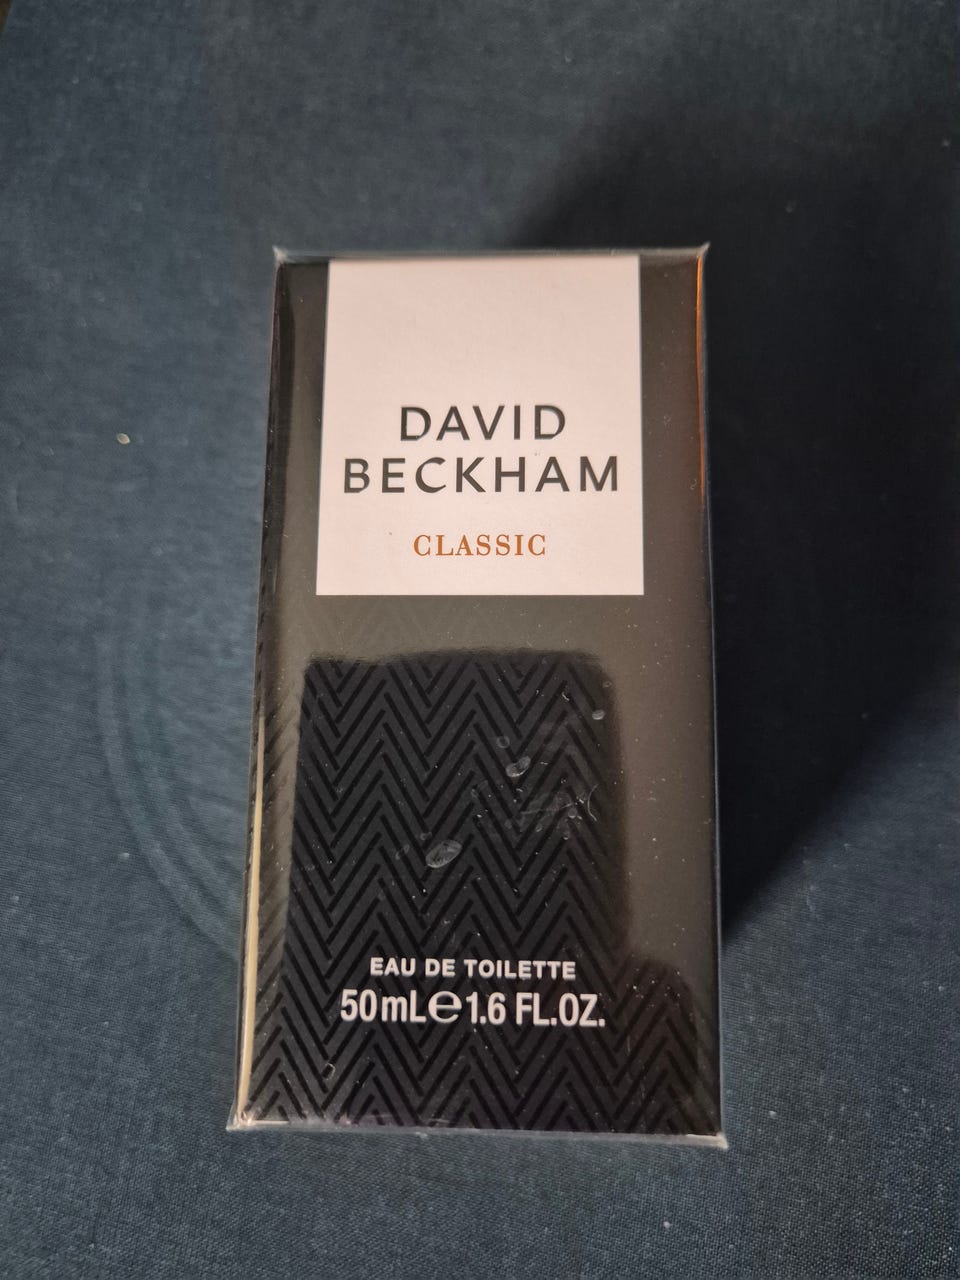 DAVID
BECKHAM
CLASSIC
EAU DE TOILETTE
50mL℮1.6 FL.OZ.